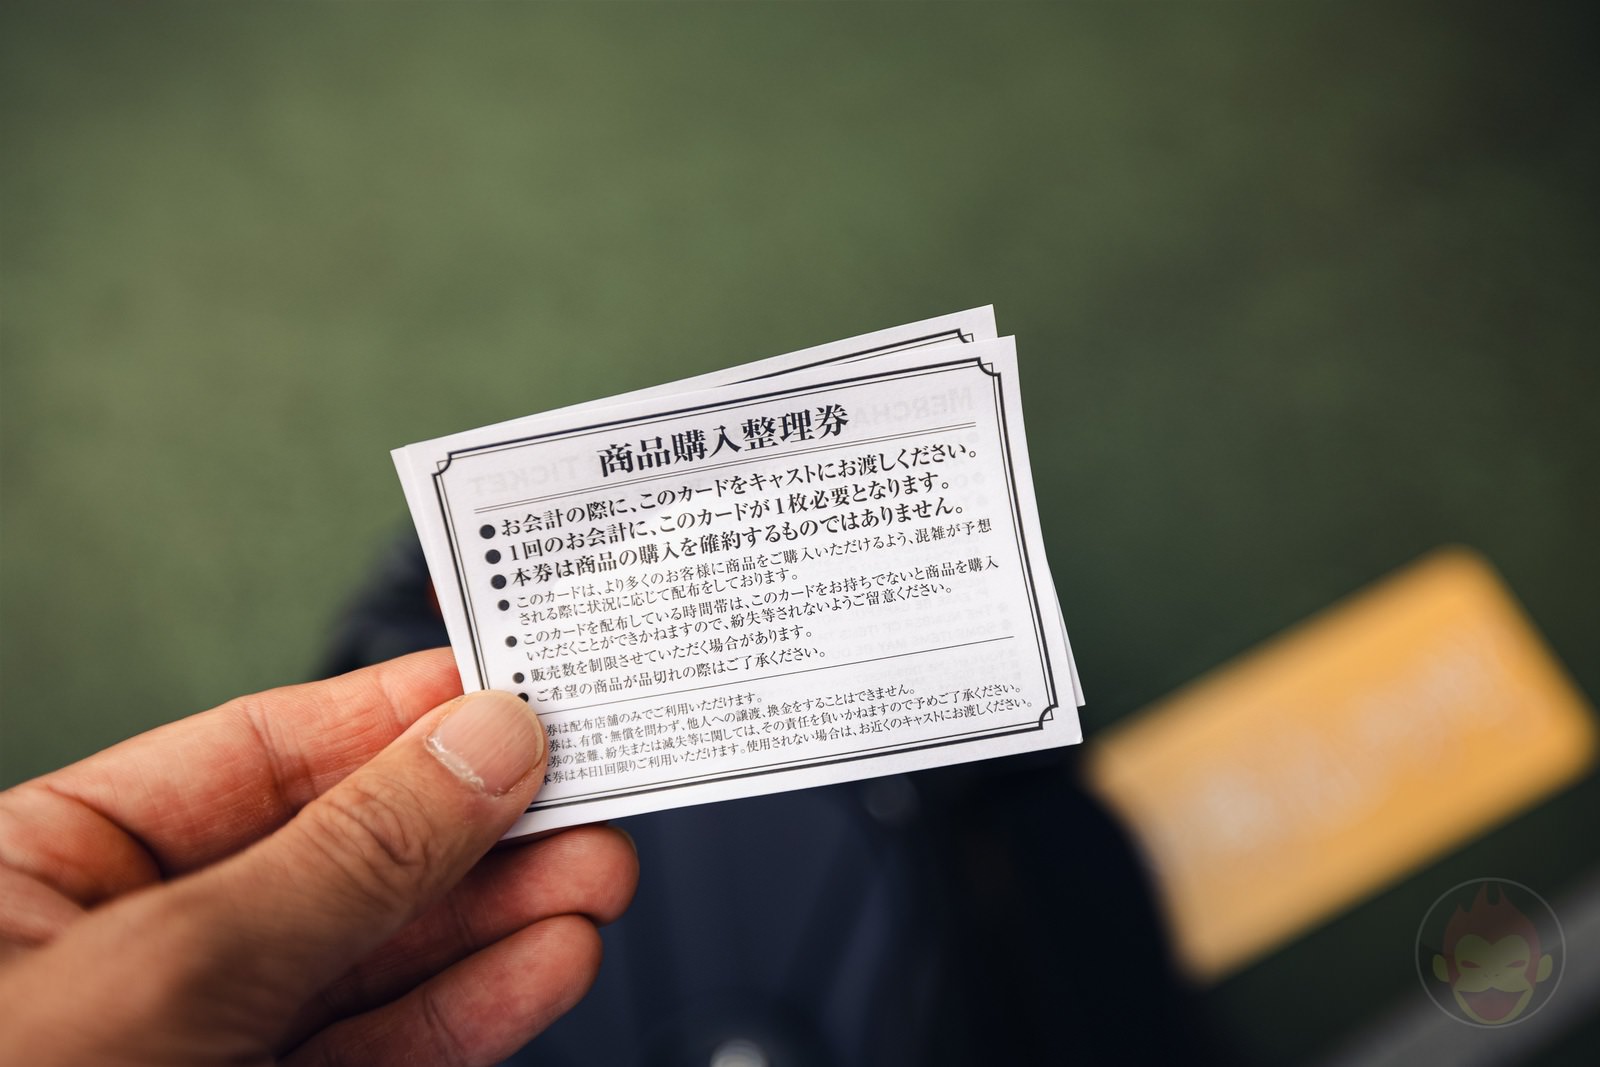 商品購入整理券
●お会計の際に、このカードをキャストにお渡しください。
●1回のお会計に、このカードが1枚必要となります。
●本券は商品の購入を確約するものではありません。
●このカードは、より多くのお客様に商品をご購入いただけるよう、混雑が予想
される際に状況に応じて配布をしております。
●このカードを配布している時間帯は、このカードをお持ちでないと商品を購入
いただくことができかねますので、紛失等されないようご留意ください。
●販売数を制限させていただく場合があります。
●ご希望の商品が品切れの際はご了承ください。
券は配布店舗のみでご利用いただけます。
券は、有償・無償を問わず、他人への譲渡、換金をすることはできません。
券の盗難、紛失または滅失等に関しては、その責任を負いかねますので予めご了承ください。
本券は本日1回限りご利用いただけます。使用されない場合は、お近くのキャストにお渡しください。